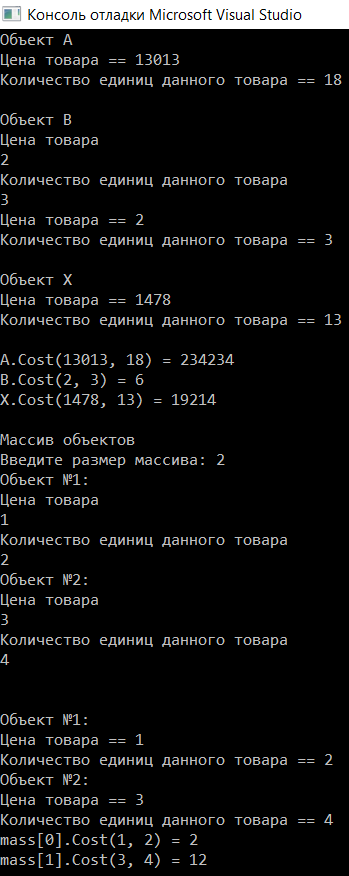 Консоль отладки Microsoft Visual Studio
Объект A
Цена товара == 13013
Количество единиц данного товара == 18
Объект B
Цена товара
2
Количество единиц данного товара
3
Цена товара == 2
Количество единиц данного товара == 3
Объект X
Цена товара == 1478
Количество единиц данного товара == 13
A.Cost(13013, 18) = 234234
B.Cost(2, 3) = 6
X.Cost(1478, 13) = 19214
Массив объектов
Введите размер массива: 2
Объект №1:
Цена товара
1
Количество единиц данного товара
2
Объект №2:
Цена товара
3
Количество единиц данного товара
4
Объект №1:
Цена товара == 1
Количество единиц данного товара == 2
Объект №2:
Цена товара == 3
Количество единиц данного товара == 4
mass[0].Cost(1, 2) = 2
mass[1].Cost(3, 4) = 12